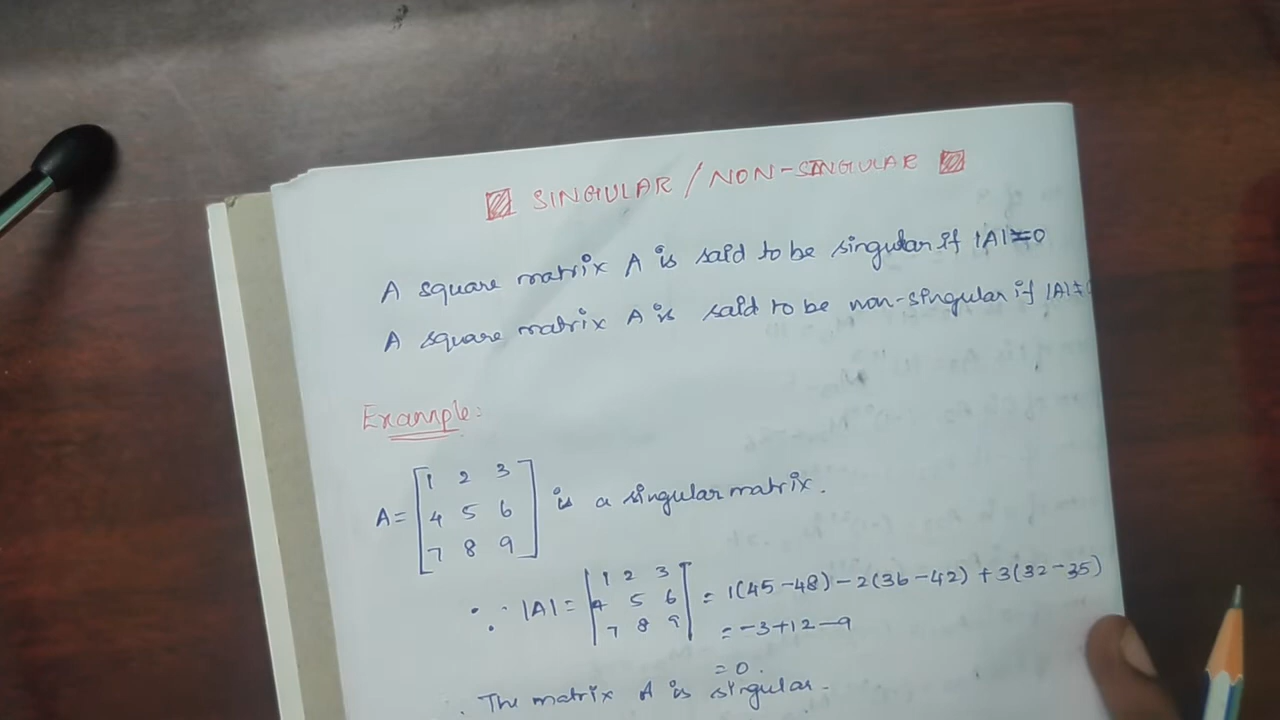 SINGULAR / NON-SINGULAR
A square matrix A is said to be singular if |A|=0
A square matrix A is said to be non-singular if |A|≠0
Example:
A = [1 2 3
4 5 6
7 8 9] is a singular matrix.
∵ |A| = |1 2 3
4 5 6
7 8 9| = 1(45-48)-2(36-42)+3(32-35)
= -3+12-9
=0.
∴ The matrix A is singular.